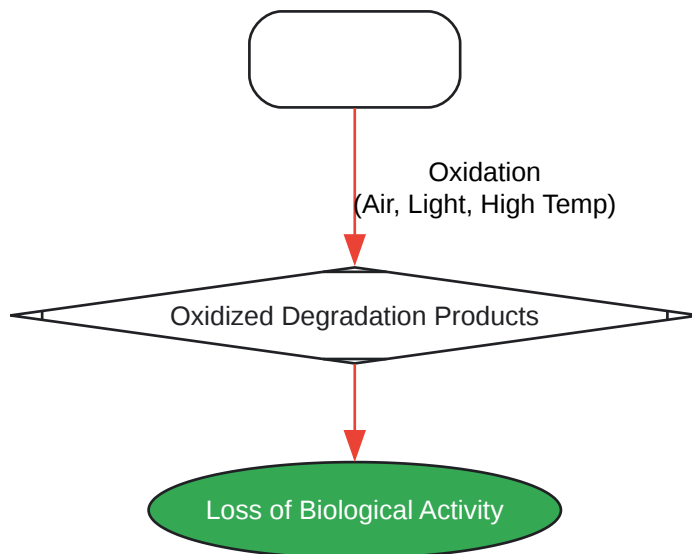 Oxidation
(Air, Light, High Temp)
Oxidized Degradation Products
Loss of Biological Activity